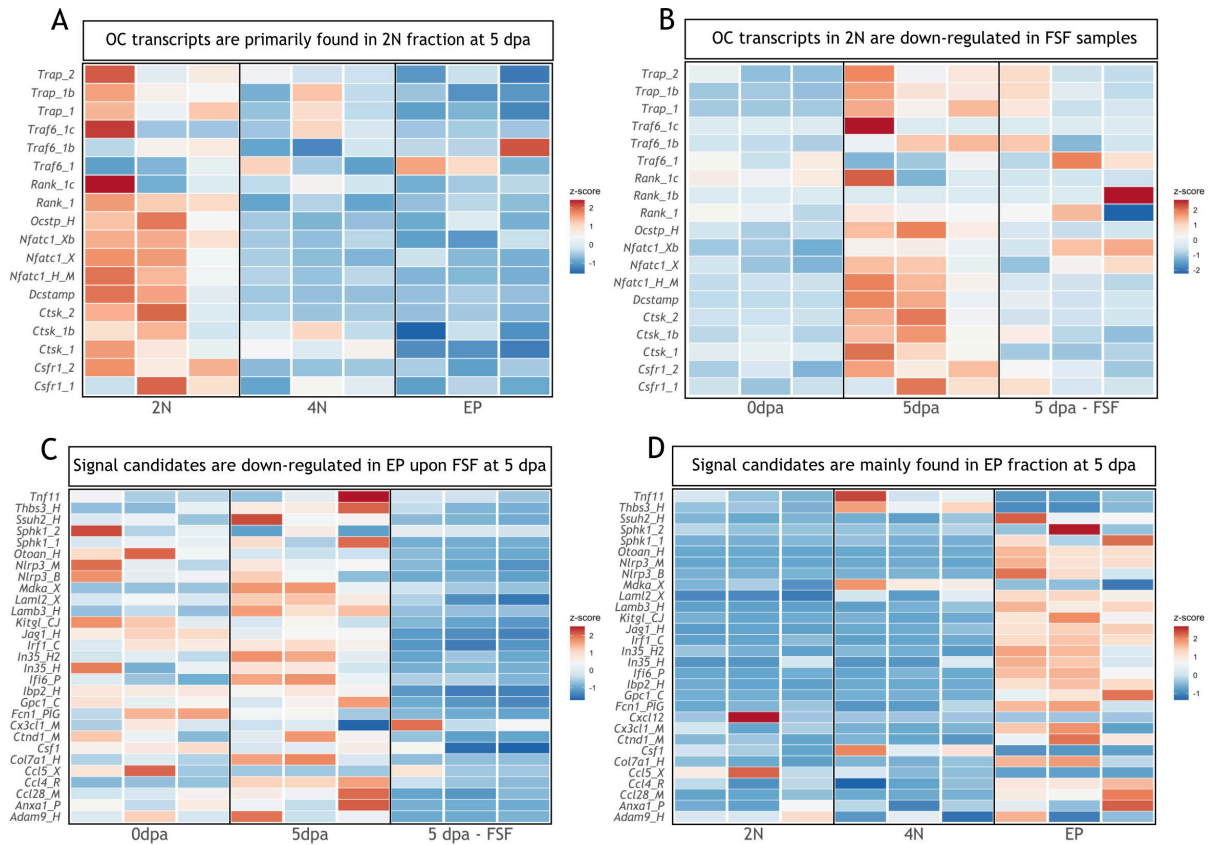 A
OC transcripts are primarily found in 2N fraction at 5 dpa
Trap_2
Trap_1b
Trap_1
Traf6_1c
Traf6_1b
Traf6_1
Rank_1c
Rank_1
Ocstp_H
Nfatc1_Xb
Nfatc1_X
Nfatc1_H_M
Dcstamp
Ctsk_2
Ctsk_1b
Ctsk_1
Csfr1_2
Csfr1_1
2N 4N EP
z-score
2
1
0
-1
B
OC transcripts in 2N are down-regulated in FSF samples
Trap_2
Trap_1b
Trap_1
Traf6_1c
Traf6_1b
Traf6_1
Rank_1c
Rank_1b
Rank_1
Ocstp_H
Nfatc1_Xb
Nfatc1_X
Nfatc1_H_M
Dcstamp
Ctsk_2
Ctsk_1b
Ctsk_1
Csfr1_2
Csfr1_1
0dpa 5dpa 5 dpa - FSF
z-score
2
1
0
-1
-2
C
Signal candidates are down-regulated in EP upon FSF at 5 dpa
Tnf11
Thbs3_H
Ssuh2_H
Sphk1_2
Sphk1_1
Otoan_H
Nlrp3_M
Nlrp3_B
Mdka_X
Laml2_X
Lamb3_H
Kitgl_CJ
Jag1_H
Irf1_C
In35_H2
In35_H
Ifi6_P
Ibp2_H
Gpc1_C
Fcn1_PIG
Cx3cl1_M
Ctnd1_M
Csf1
Col7a1_H
Ccl5_X
Ccl4_R
Ccl28_M
Anxa1_P
Adam9_H
0dpa 5dpa 5 dpa - FSF
z-score
2
1
0
-1
D
Signal candidates are mainly found in EP fraction at 5 dpa
Tnf11
Thbs3_H
Ssuh2_H
Sphk1_2
Sphk1_1
Otoan_H
Nlrp3_M
Nlrp3_B
Mdka_X
Laml2_X
Lamb3_H
Kitgl_CJ
Jag1_H
Irf1_C
In35_H2
In35_H
Ifi6_P
Ibp2_H
Gpc1_C
Fcn1_PIG
Cxcl12
Cx3cl1_M
Ctnd1_M
Csf1
Col7a1_H
Ccl5_X
Ccl4_R
Ccl28_M
Anxa1_P
Adam9_H
2N 4N EP
z-score
2
1
0
-1